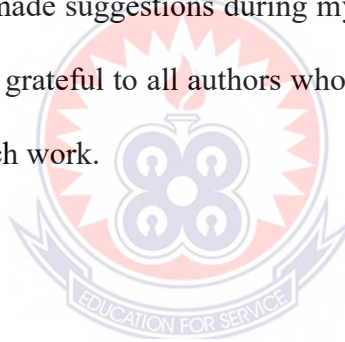 made suggestions during my
grateful to all authors who
ch work.
EDUCATION FOR SERVICE